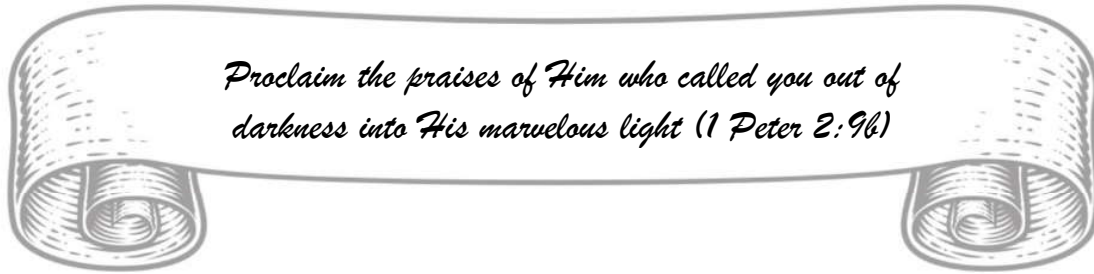 Proclaim the praises of Him who called you out of
darkness into His marvelous light (1 Peter 2:9b)